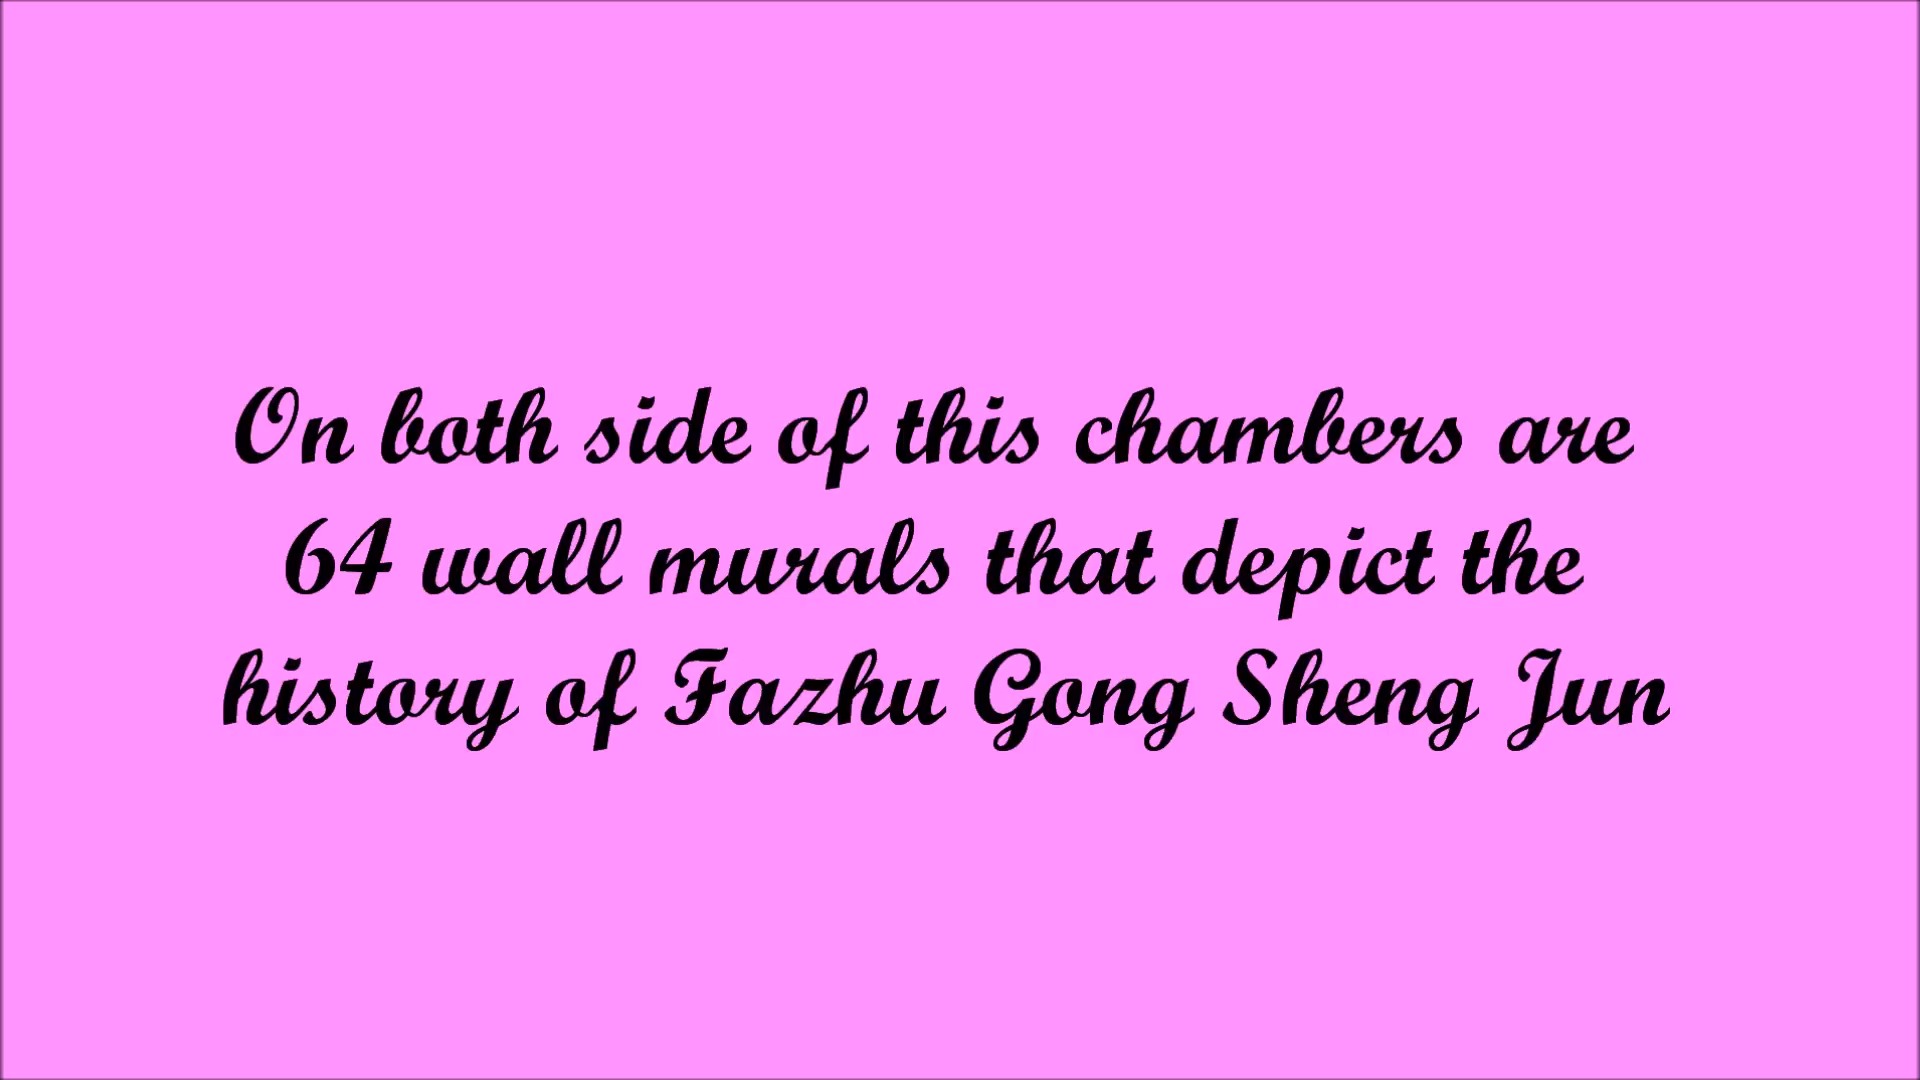 On both side of this chambers are
64 wall murals that depict the
history of Fazhu Gong Sheng Jun